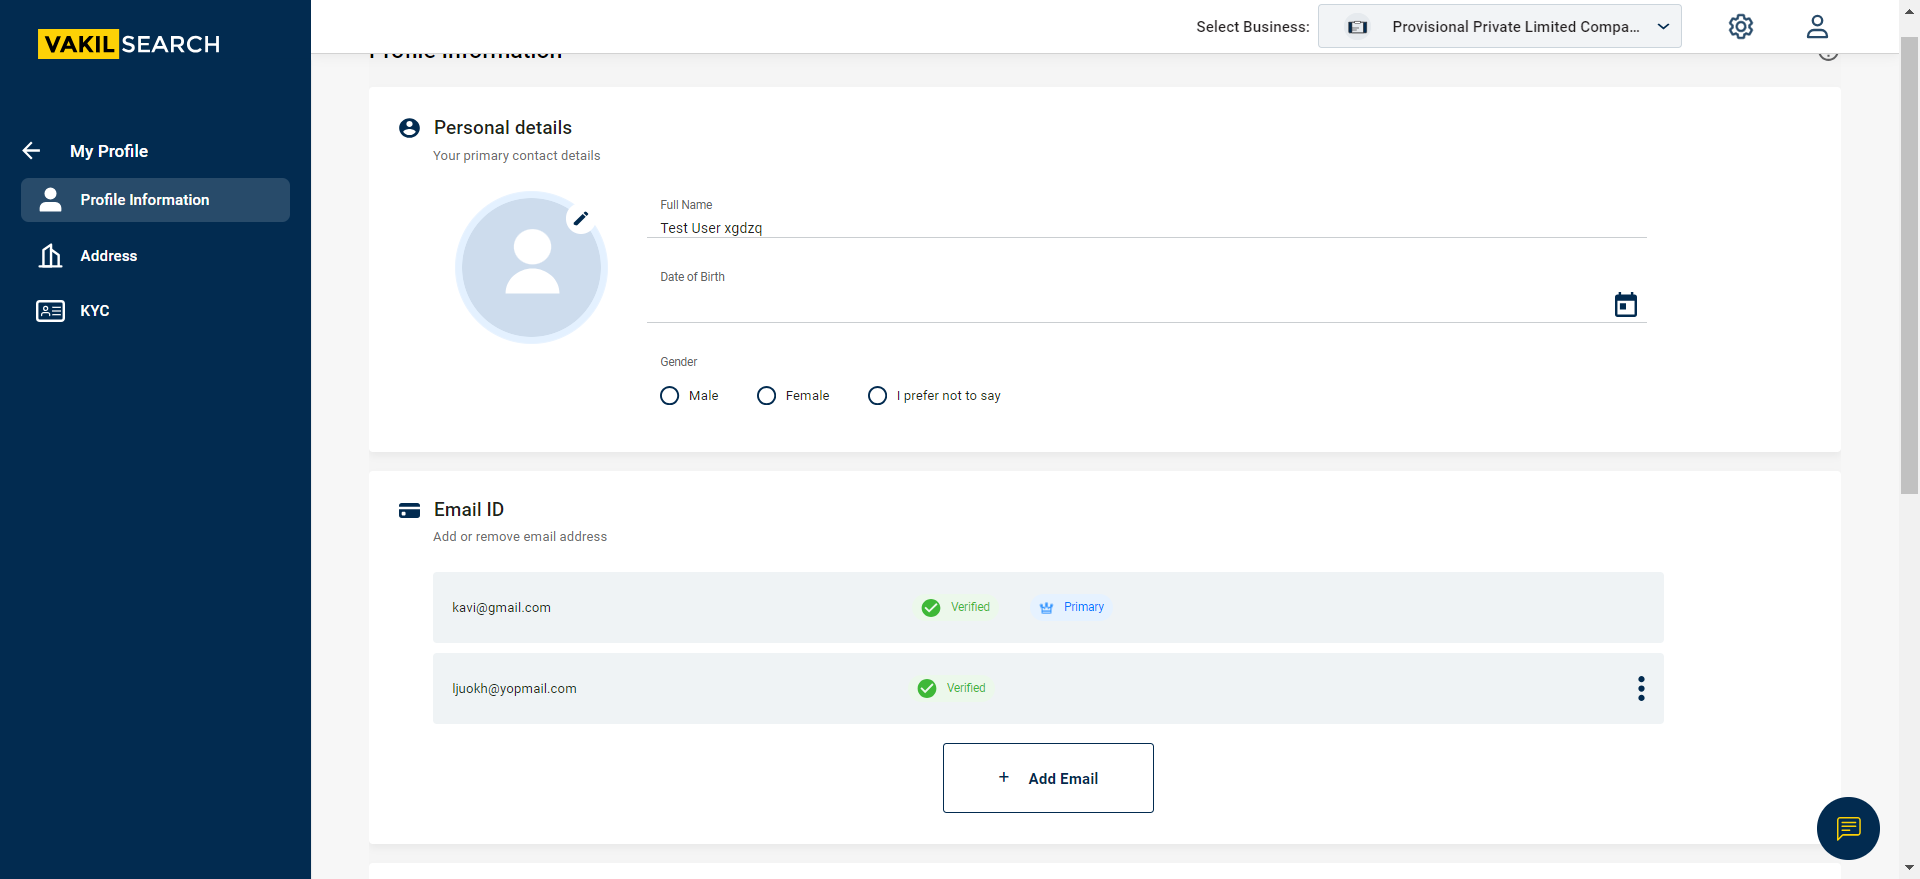 VAKILSEARCH
Select Business:
Provisional Private Limited Compa...
My Profile
Profile Information
Address
KYC
Profile Information
Personal details
Your primary contact details
Full Name
Test User xgdzq
Date of Birth
Gender
Male
Female
I prefer not to say
Email ID
Add or remove email address
kavi@gmail.com
Verified
Primary
ljuokh@yopmail.com
Verified
+ Add Email